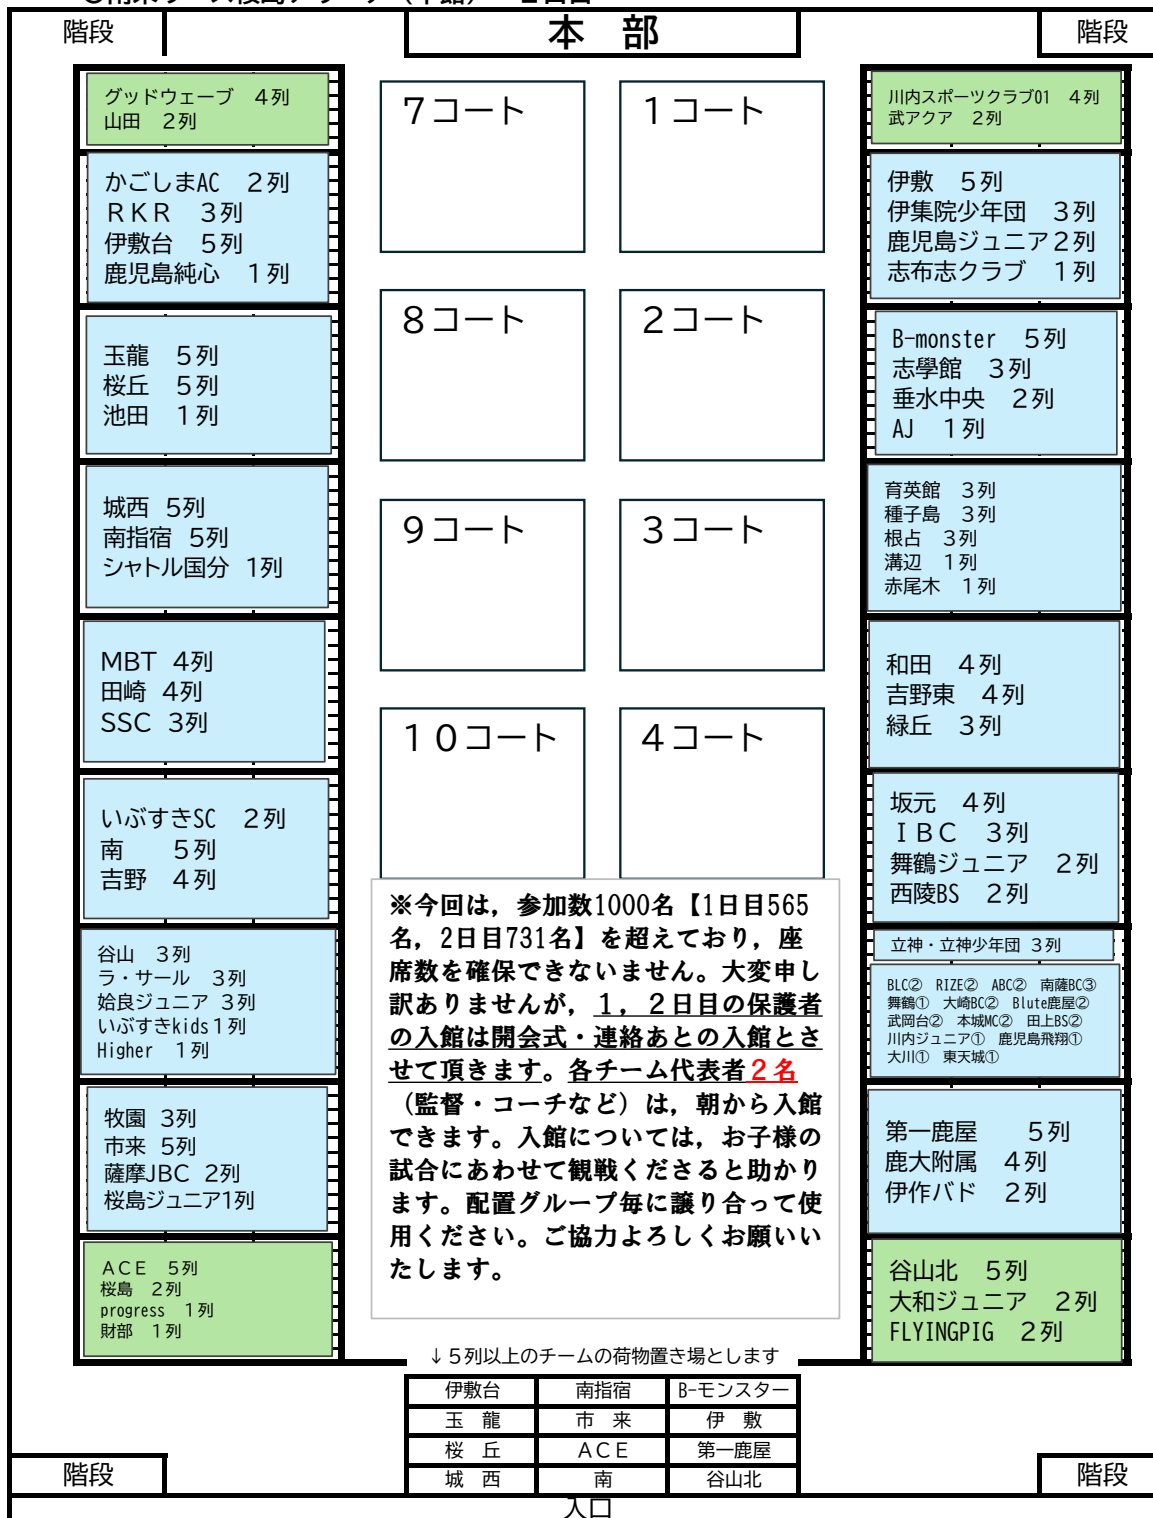 階段
本 部
階段
グッドウェーブ 4列
山田 2列
かごしまAC 2列
RKR 3列
伊敷台 5列
鹿児島純心 1列
玉龍 5列
桜丘 5列
池田 1列
城西 5列
南指宿 5列
シャトル国分 1列
MBT 4列
田崎 4列
SSC 3列
いぶすきSC 2列
南 5列
吉野 4列
谷山 3列
ラ・サール 3列
姶良ジュニア 3列
いぶすきkids1列
Higher 1列
牧園 3列
市来 5列
薩摩JBC 2列
桜島ジュニア1列
ACE 5列
桜島 2列
progress 1列
財部 1列
7コート
1コート
8コート
2コート
9コート
3コート
10コート
4コート
※今回は，参加数1000名【1日目565
名，2日目731名】を超えており，座
席数を確保できないません。大変申し
訳ありませんが，１，２日目の保護者
の入館は開会式・連絡あとの入館とさ
せて頂きます。各チーム代表者２名
（監督・コーチなど）は，朝から入館
できます。入館については，お子様の
試合にあわせて観戦くださると助かり
ます。配置グループ毎に譲り合って使
用ください。ご協力よろしくお願いい
たします。
川内スポーツクラブ01 4列
武アクア 2列
伊敷 5列
伊集院少年団 3列
鹿児島ジュニア2列
志布志クラブ 1列
B-monster 5列
志學館 3列
垂水中央 2列
AJ 1列
育英館 3列
種子島 3列
根占 3列
溝辺 1列
赤尾木 1列
和田 4列
吉野東 4列
緑丘 3列
坂元 4列
IBC 3列
舞鶴ジュニア 2列
西陵BS 2列
立神・立神少年団 3列
BLC② RIZE② ABC② 南薩BC③
舞鶴① 大崎BC② Blute鹿屋②
武岡台② 本城MC② 田上BS②
川内ジュニア① 鹿児島飛翔①
大川① 東天城①
第一鹿屋 5列
鹿大附属 4列
伊作バド 2列
谷山北 5列
大和ジュニア 2列
FLYINGPIG 2列
↓５列以上のチームの荷物置き場とします
伊敷台 南指宿 B-モンスター
玉 龍 市 来 伊 敷
桜 丘 ACE 第一鹿屋
城 西 南 谷山北
階段
階段
入口